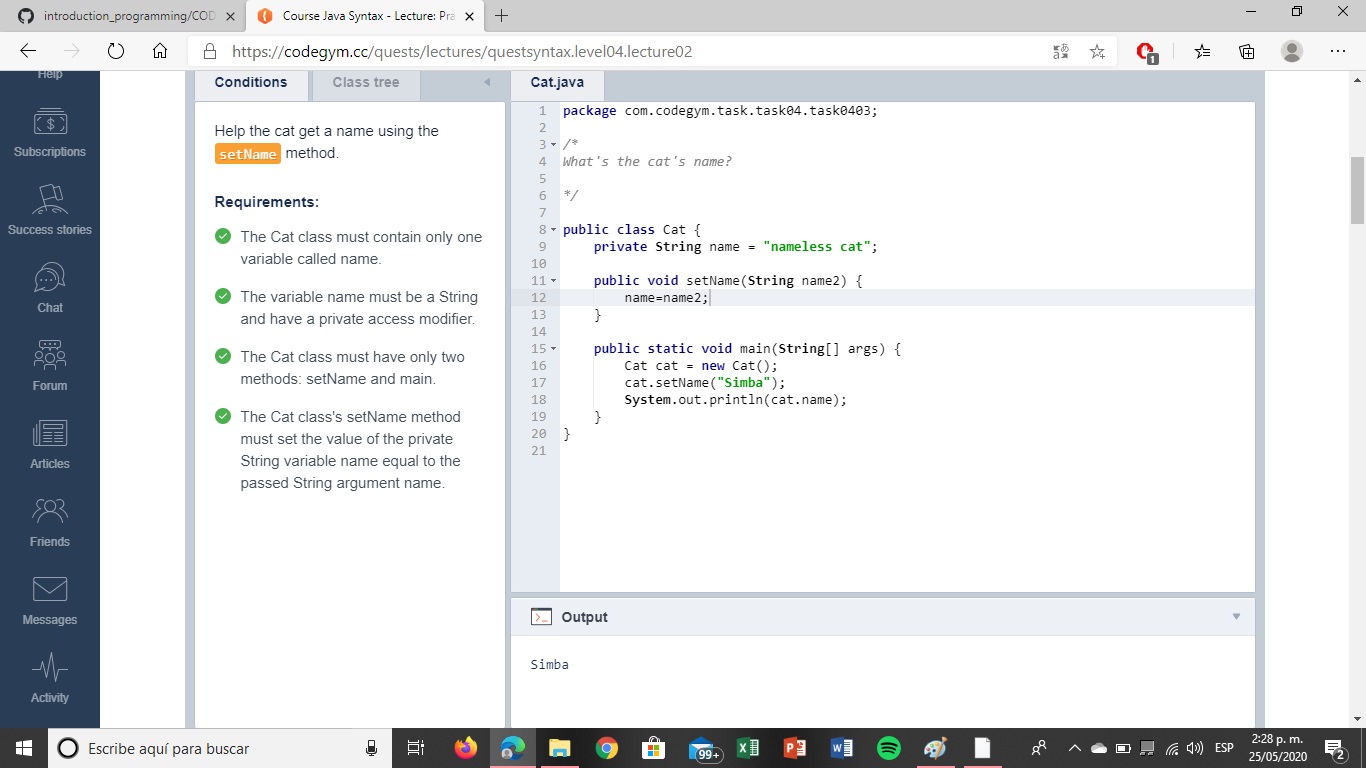 introduction_programming/COD
Course Java Syntax - Lecture: Pra
https://codegym.cc/quests/lectures/questsyntax.level04.lecture02
1
Help
Subscriptions
Success stories
Chat
Forum
Articles
Friends
Messages
Activity
Conditions
Class tree
Help the cat get a name using the
setName method.
Requirements:
The Cat class must contain only one
variable called name.
The variable name must be a String
and have a private access modifier.
The Cat class must have only two
methods: setName and main.
The Cat class's setName method
must set the value of the private
String variable name equal to the
passed String argument name.
Cat.java
1 package com.codegym.task.task04.task0403;
2
3 /*
4 What's the cat's name?
5
6 */
7
8 public class Cat {
9 private String name = "nameless cat";
10
11 public void setName(String name2) {
12 name=name2;
13 }
14
15 public static void main(String[] args) {
16 Cat cat = new Cat();
17 cat.setName("Simba");
18 System.out.println(cat.name);
19 }
20 }
21
Output
Simba
Escribe aquí para buscar
99+
ESP
2:28 p. m.
25/05/2020
2